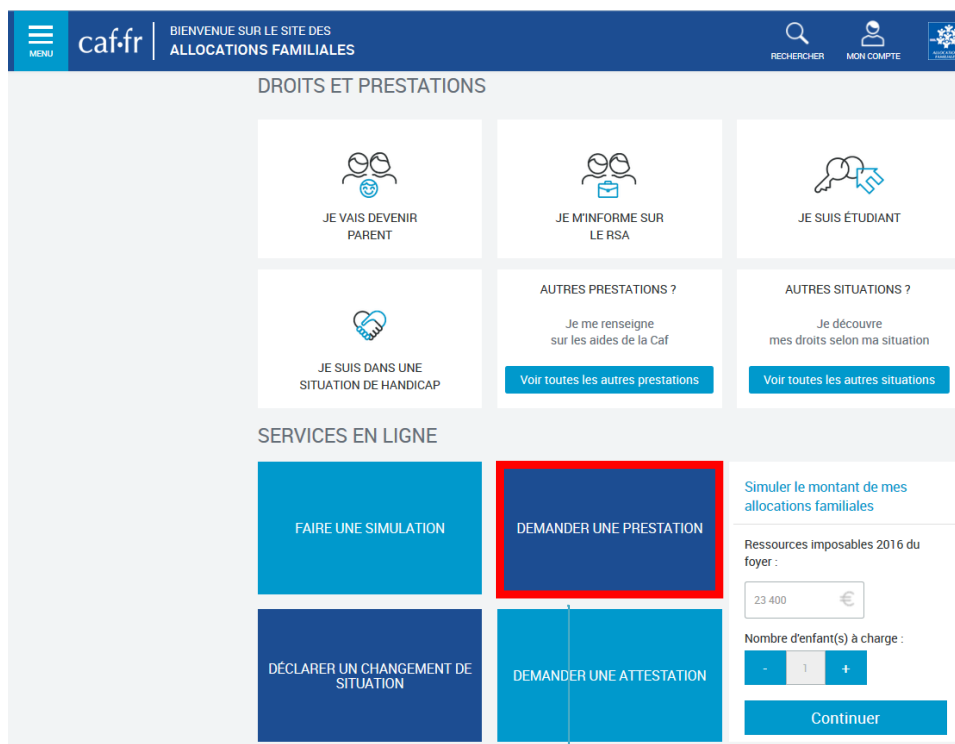 MENU
caf.fr
BIENVENUE SUR LE SITE DES
ALLOCATIONS FAMILIALES
RECHERCHER
MON COMPTE
DROITS ET PRESTATIONS
JE VAIS DEVENIR
PARENT
JE M'INFORME SUR
LE RSA
JE SUIS ÉTUDIANT
JE SUIS DANS UNE
SITUATION DE HANDICAP
AUTRES PRESTATIONS ?
Je me renseigne
sur les aides de la Caf
Voir toutes les autres prestations
AUTRES SITUATIONS ?
Je découvre
mes droits selon ma situation
Voir toutes les autres situations
SERVICES EN LIGNE
FAIRE UNE SIMULATION
DEMANDER UNE PRESTATION
DÉCLARER UN CHANGEMENT DE
SITUATION
DEMANDER UNE ATTESTATION
Simuler le montant de mes
allocations familiales
Ressources imposables 2016 du
foyer :
23 400 €
Nombre d'enfant(s) à charge :
- 1 +
Continuer